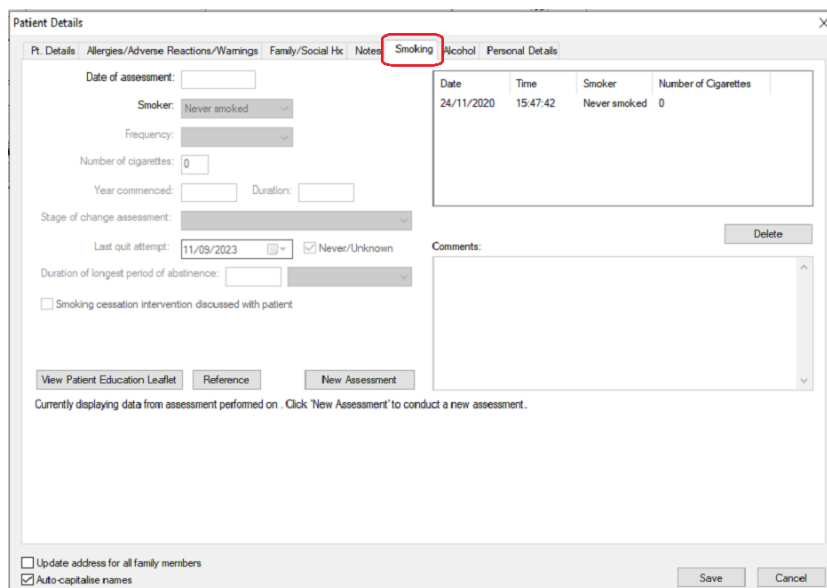 Patient Details
Pt. Details Allergies/Adverse Reactions/Warnings Family/Social Hx Notes Smoking Alcohol Personal Details
Date of assessment:
Smoker: Never smoked
Frequency:
Number of cigarettes: 0
Year commenced: Duration:
Stage of change assessment:
Last quit attempt: 11/09/2023 Never/Unknown
Duration of longest period of abstinence:
Smoking cessation intervention discussed with patient
Date Time Smoker Number of Cigarettes
24/11/2020 15:47:42 Never smoked 0
Delete
Comments:
View Patient Education Leaflet Reference New Assessment
Currently displaying data from assessment performed on . Click 'New Assessment' to conduct a new assessment.
Update address for all family members
Auto-capitalise names
Save Cancel